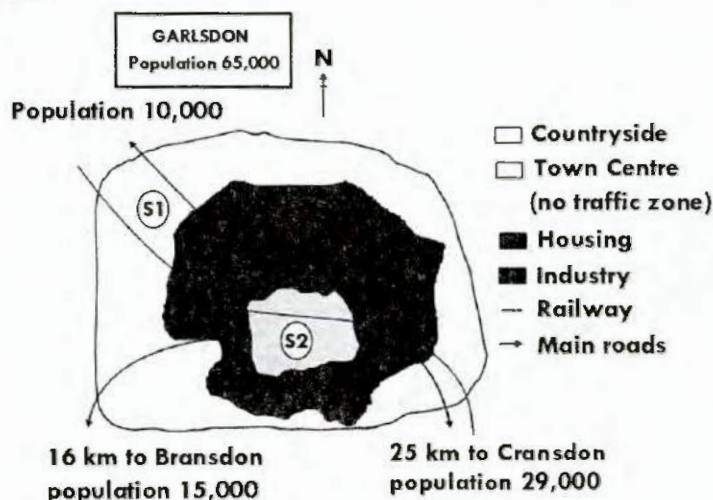 GARLSDON
Population 65,000
N
Population 10,000
S1
S2
Countryside
Town Centre
(no traffic zone)
Housing
Industry
Railway
Main roads
16 km to Bransdon
population 15,000
25 km to Cransdon
population 29,000